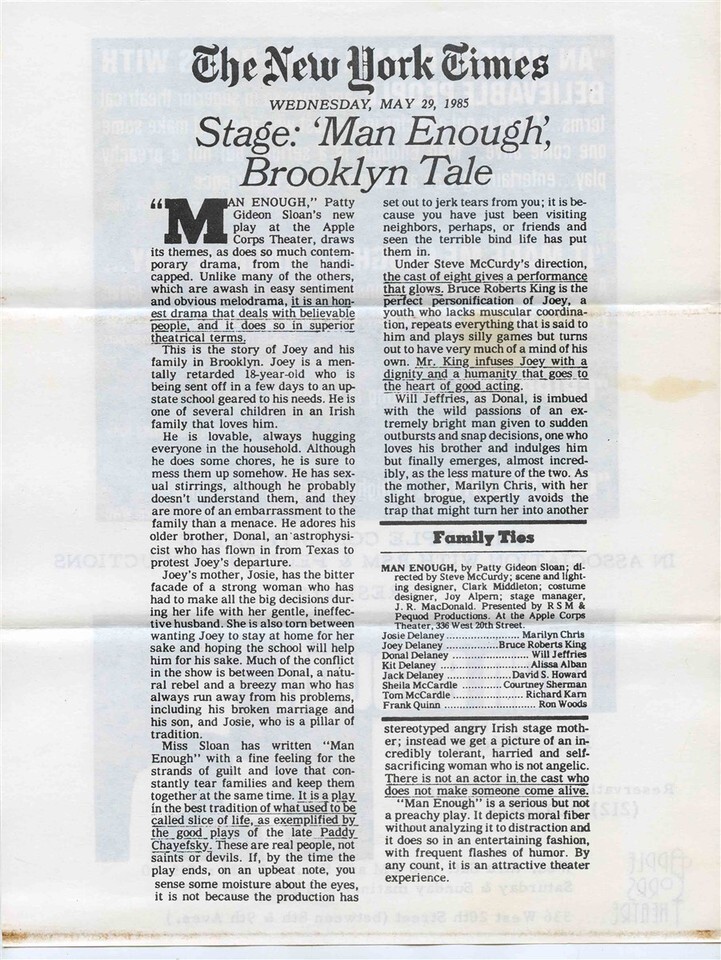 The New York Times
WEDNESDAY, MAY 29, 1985
Stage: ‘Man Enough’,
Brooklyn Tale
“MAN ENOUGH,” Patty
Gideon Sloan's new
play at the Apple
Corps Theater, draws
its themes, as does so much contem-
porary drama, from the handi-
capped. Unlike many of the others,
which are awash in easy sentiment
and obvious melodrama, it is an hon-
est drama that deals with believable
people, and it does so in superior
theatrical terms.
This is the story of Joey and his
family in Brooklyn. Joey is a men-
tally retarded 18-year-old who is
being sent off in a few days to an up-
state school geared to his needs. He is
one of several children in an Irish
family that loves him.
He is lovable, always hugging
everyone in the household. Although
he does some chores, he is sure to
mess them up somehow. He has sex-
ual stirrings, although he probably
doesn't understand them, and they
are more of an embarrassment to the
family than a menace. He adores his
older brother, Donal, an astrophysi-
cist who has flown in from Texas to
protest Joey's departure.
Joey's mother, Josie, has the bitter
facade of a strong woman who has
had to make all the big decisions dur-
ing her life with her gentle, ineffec-
tive husband. She is also torn between
wanting Joey to stay at home for her
sake and hoping the school will help
him for his sake. Much of the conflict
in the show is between Donal, a natu-
ral rebel and a breezy man who has
always run away from his problems,
including his broken marriage and
his son, and Josie, who is a pillar of
tradition.
Miss Sloan has written “Man
Enough” with a fine feeling for the
strands of guilt and love that con-
stantly tear families and keep them
together at the same time. It is a play
in the best tradition of what used to be
called slice of life, as exemplified by
the good plays of the late Paddy
Chayefsky. These are real people, not
saints or devils. If, by the time the
play ends, on an upbeat note, you
sense some moisture about the eyes,
it is not because the production has
set out to jerk tears from you; it is be-
cause you have just been visiting
neighbors, perhaps, or friends and
seen the terrible bind life has put
them in.
Under Steve McCurdy's direction,
the cast of eight gives a performance
that glows. Bruce Roberts King is the
perfect personification of Joey, a
youth who lacks muscular coordina-
tion, repeats everything that is said to
him and plays silly games but turns
out to have very much of a mind of his
own. Mr. King infuses Joey with a
dignity and a humanity that goes to
the heart of good acting.
Will Jeffries, as Donal, is imbued
with the wild passions of an ex-
tremely bright man given to sudden
outbursts and snap decisions, one who
loves his brother and indulges him
but finally emerges, almost incred-
ibly, as the less mature of the two. As
the mother, Marilyn Chris, with her
slight brogue, expertly avoids the
trap that might turn her into another
Family Ties
MAN ENOUGH, by Patty Gideon Sloan; di-
rected by Steve McCurdy; scene and light-
ing designer, Clark Middleton; costume
designer, Joy Alpern; stage manager,
J. R. MacDonald. Presented by R S M &
Pequod Productions. At the Apple Corps
Theater, 336 West 20th Street.
Josie Delaney ........................ Marilyn Chris
Joey Delaney ................ Bruce Roberts King
Donal Delaney ......................... Will Jeffries
Kit Delaney ............................ Alissa Alban
Jack Delaney .................... David S. Howard
Sheila McCardle ........... Courtney Sherman
Tom McCardle ..................... Richard Karn
Frank Quinn ........................... Ron Woods
stereotyped angry Irish stage moth-
er; instead we get a picture of an in-
credibly tolerant, harried and self-
sacrificing woman who is not angelic.
There is not an actor in the cast who
does not make someone come alive.
“Man Enough” is a serious but not
a preachy play. It depicts moral fiber
without analyzing it to distraction and
it does so in an entertaining fashion,
with frequent flashes of humor. By
any count, it is an attractive theater
experience.